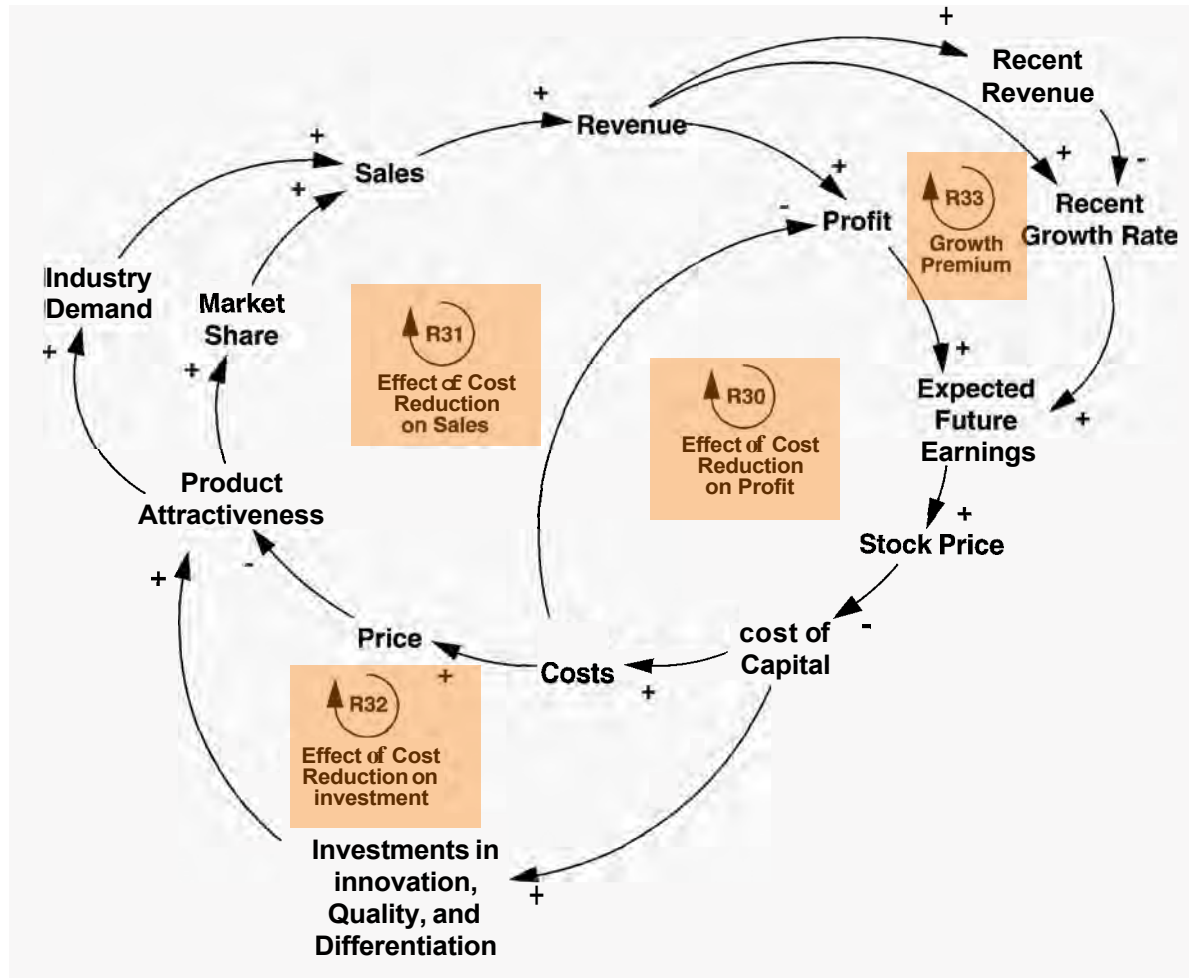 +
Recent
Revenue
+
Revenue
+
Sales
+
+
+
-
Profit
R33
Growth
Premium
+
-
Recent
Growth Rate
Industry
Demand
+
Market
Share
+
R31
Effect of Cost
Reduction
on Sales
R30
Effect of Cost
Reduction
on Profit
+
Expected
Future
Earnings
+
Product
Attractiveness
+
-
+
Stock Price
-
Price
+
Costs
+
cost of
Capital
R32
Effect of Cost
Reduction on
investment
Investments in
innovation,
Quality, and
Differentiation
+